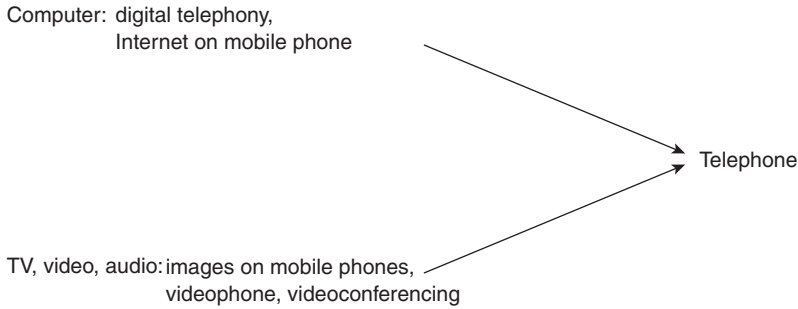 Computer: digital telephony,
Internet on mobile phone
Telephone
TV, video, audio: images on mobile phones,
videophone, videoconferencing